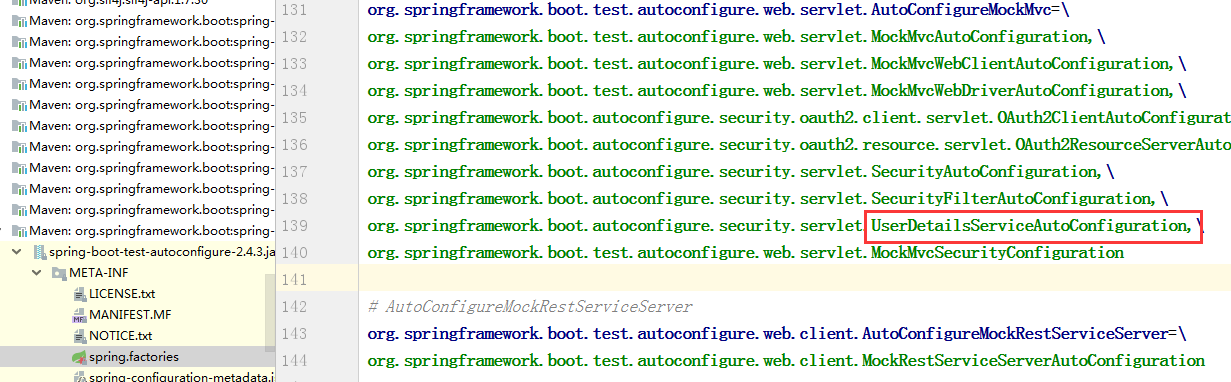 Maven: org.slf4j:slf4j-api:1.7.30
Maven: org.springframework.boot:spring-
Maven: org.springframework.boot:spring-
Maven: org.springframework.boot:spring-
Maven: org.springframework.boot:spring-
Maven: org.springframework.boot:spring-
Maven: org.springframework.boot:spring-
Maven: org.springframework.boot:spring-
Maven: org.springframework.boot:spring-
Maven: org.springframework.boot:spring-
Maven: org.springframework.boot:spring-
Maven: org.springframework.boot:spring-
spring-boot-test-autoconfigure-2.4.3.ja
META-INF
LICENSE.txt
MANIFEST.MF
NOTICE.txt
spring.factories
spring-configuration-metadata.j
131 org.springframework.boot.test.autoconfigure.web.servlet.AutoConfigureMockMvc=\
132 org.springframework.boot.test.autoconfigure.web.servlet.MockMvcAutoConfiguration,\
133 org.springframework.boot.test.autoconfigure.web.servlet.MockMvcWebClientAutoConfiguration,\
134 org.springframework.boot.test.autoconfigure.web.servlet.MockMvcWebDriverAutoConfiguration,\
135 org.springframework.boot.autoconfigure.security.oauth2.client.servlet.OAuth2ClientAutoConfigurat
136 org.springframework.boot.autoconfigure.security.oauth2.resource.servlet.OAuth2ResourceServerAuto
137 org.springframework.boot.autoconfigure.security.servlet.SecurityAutoConfiguration,\
138 org.springframework.boot.autoconfigure.security.servlet.SecurityFilterAutoConfiguration,\
139 org.springframework.boot.autoconfigure.security.servlet.UserDetailsServiceAutoConfiguration,\
140 org.springframework.boot.test.autoconfigure.web.servlet.MockMvcSecurityConfiguration
141
142 # AutoConfigureMockRestServiceServer
143 org.springframework.boot.test.autoconfigure.web.client.AutoConfigureMockRestServiceServer=\
144 org.springframework.boot.test.autoconfigure.web.client.MockRestServiceServerAutoConfiguration